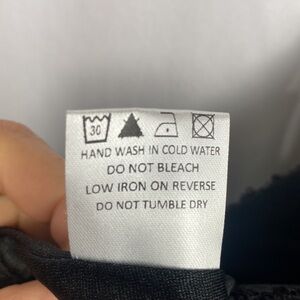 30
HAND WASH IN COLD WATER
DO NOT BLEACH
LOW IRON ON REVERSE
DO NOT TUMBLE DRY